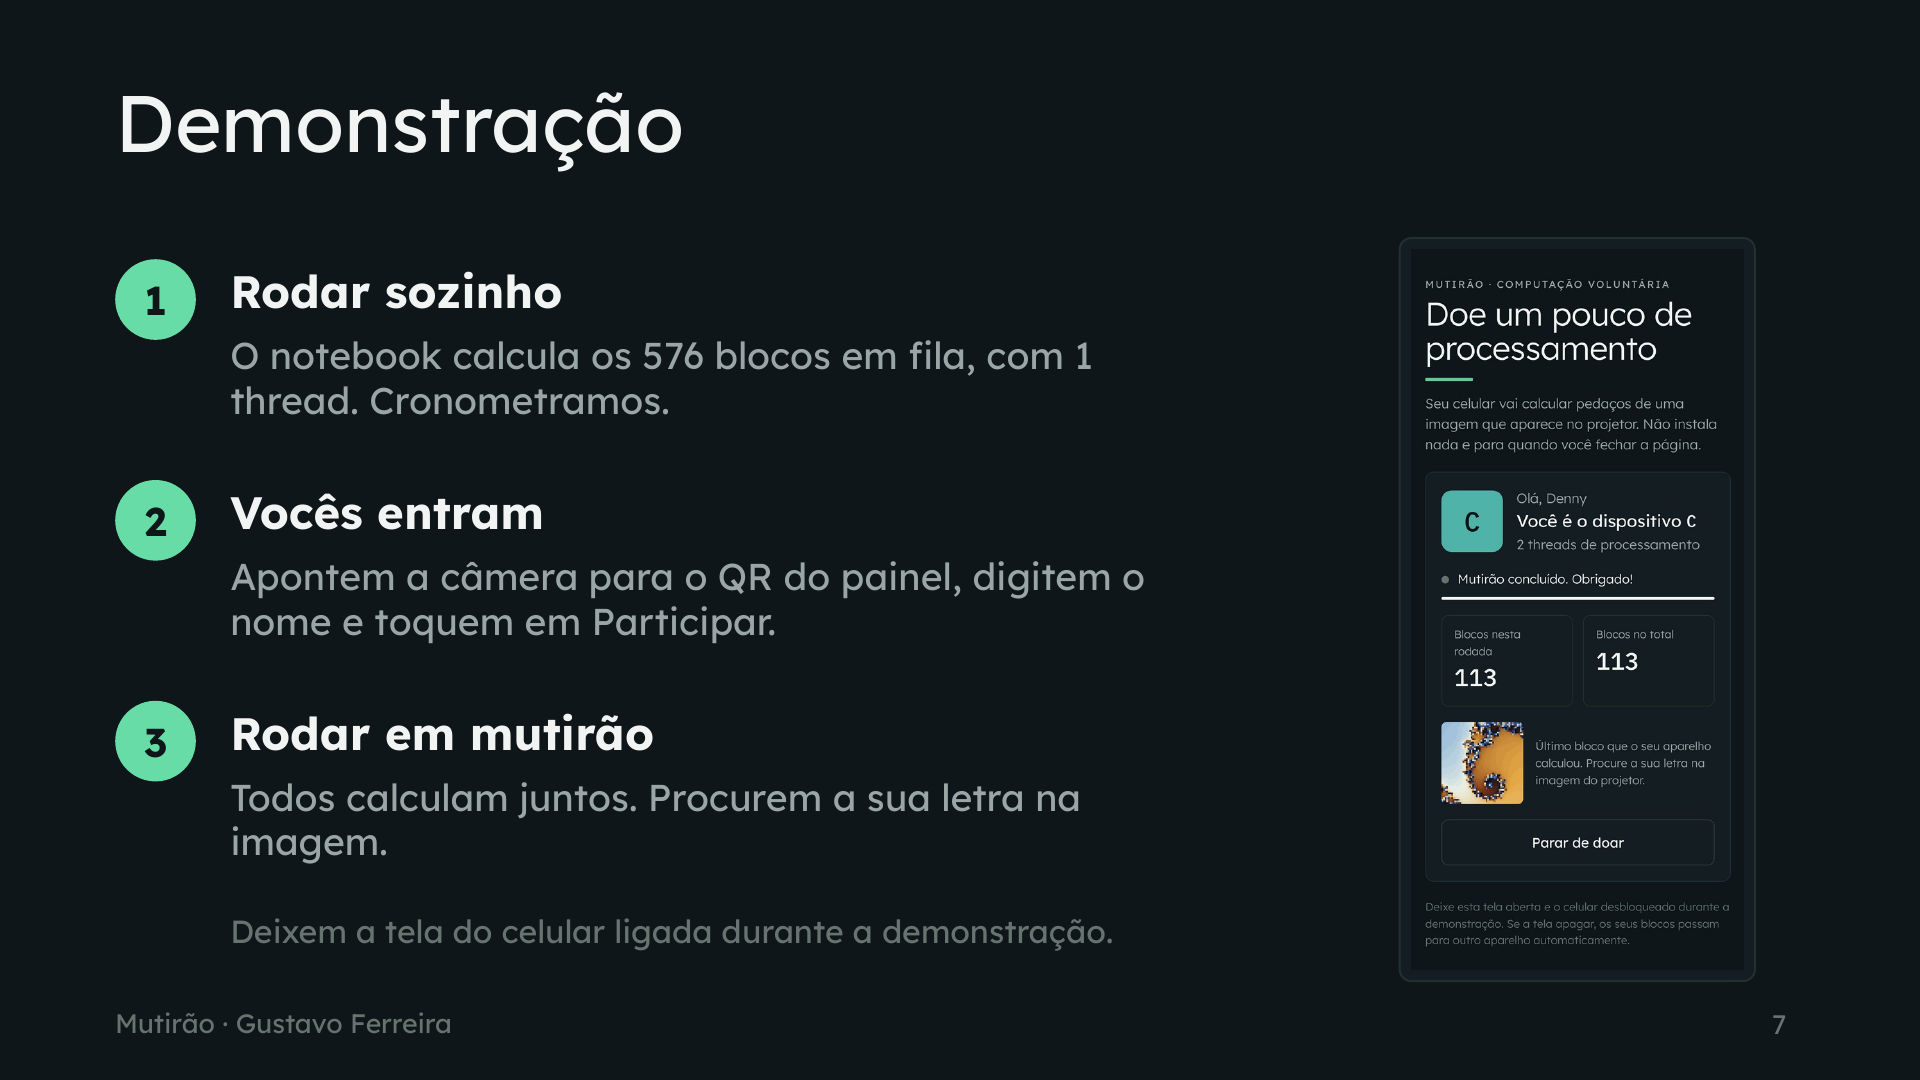 Demonstração
1
Rodar sozinho
O notebook calcula os 576 blocos em fila, com 1
thread. Cronometramos.
2
Vocês entram
Apontem a câmera para o QR do painel, digitem o
nome e toquem em Participar.
3
Rodar em mutirão
Todos calculam juntos. Procurem a sua letra na
imagem.
Deixem a tela do celular ligada durante a demonstração.
MUTIRÃO · COMPUTAÇÃO VOLUNTÁRIA
Doe um pouco de
processamento
Seu celular vai calcular pedaços de uma
imagem que aparece no projetor. Não instala
nada e para quando você fechar a página.
C
Olá, Denny
Você é o dispositivo C
2 threads de processamento
Mutirão concluído. Obrigado!
Blocos nesta
rodada
113
Blocos no total
113
Último bloco que o seu aparelho
calculou. Procure a sua letra na
imagem do projetor.
Parar de doar
Deixe esta tela aberta e o celular desbloqueado durante a
demonstração. Se a tela apagar, os seus blocos passam
para outro aparelho automaticamente.
Mutirão · Gustavo Ferreira
7